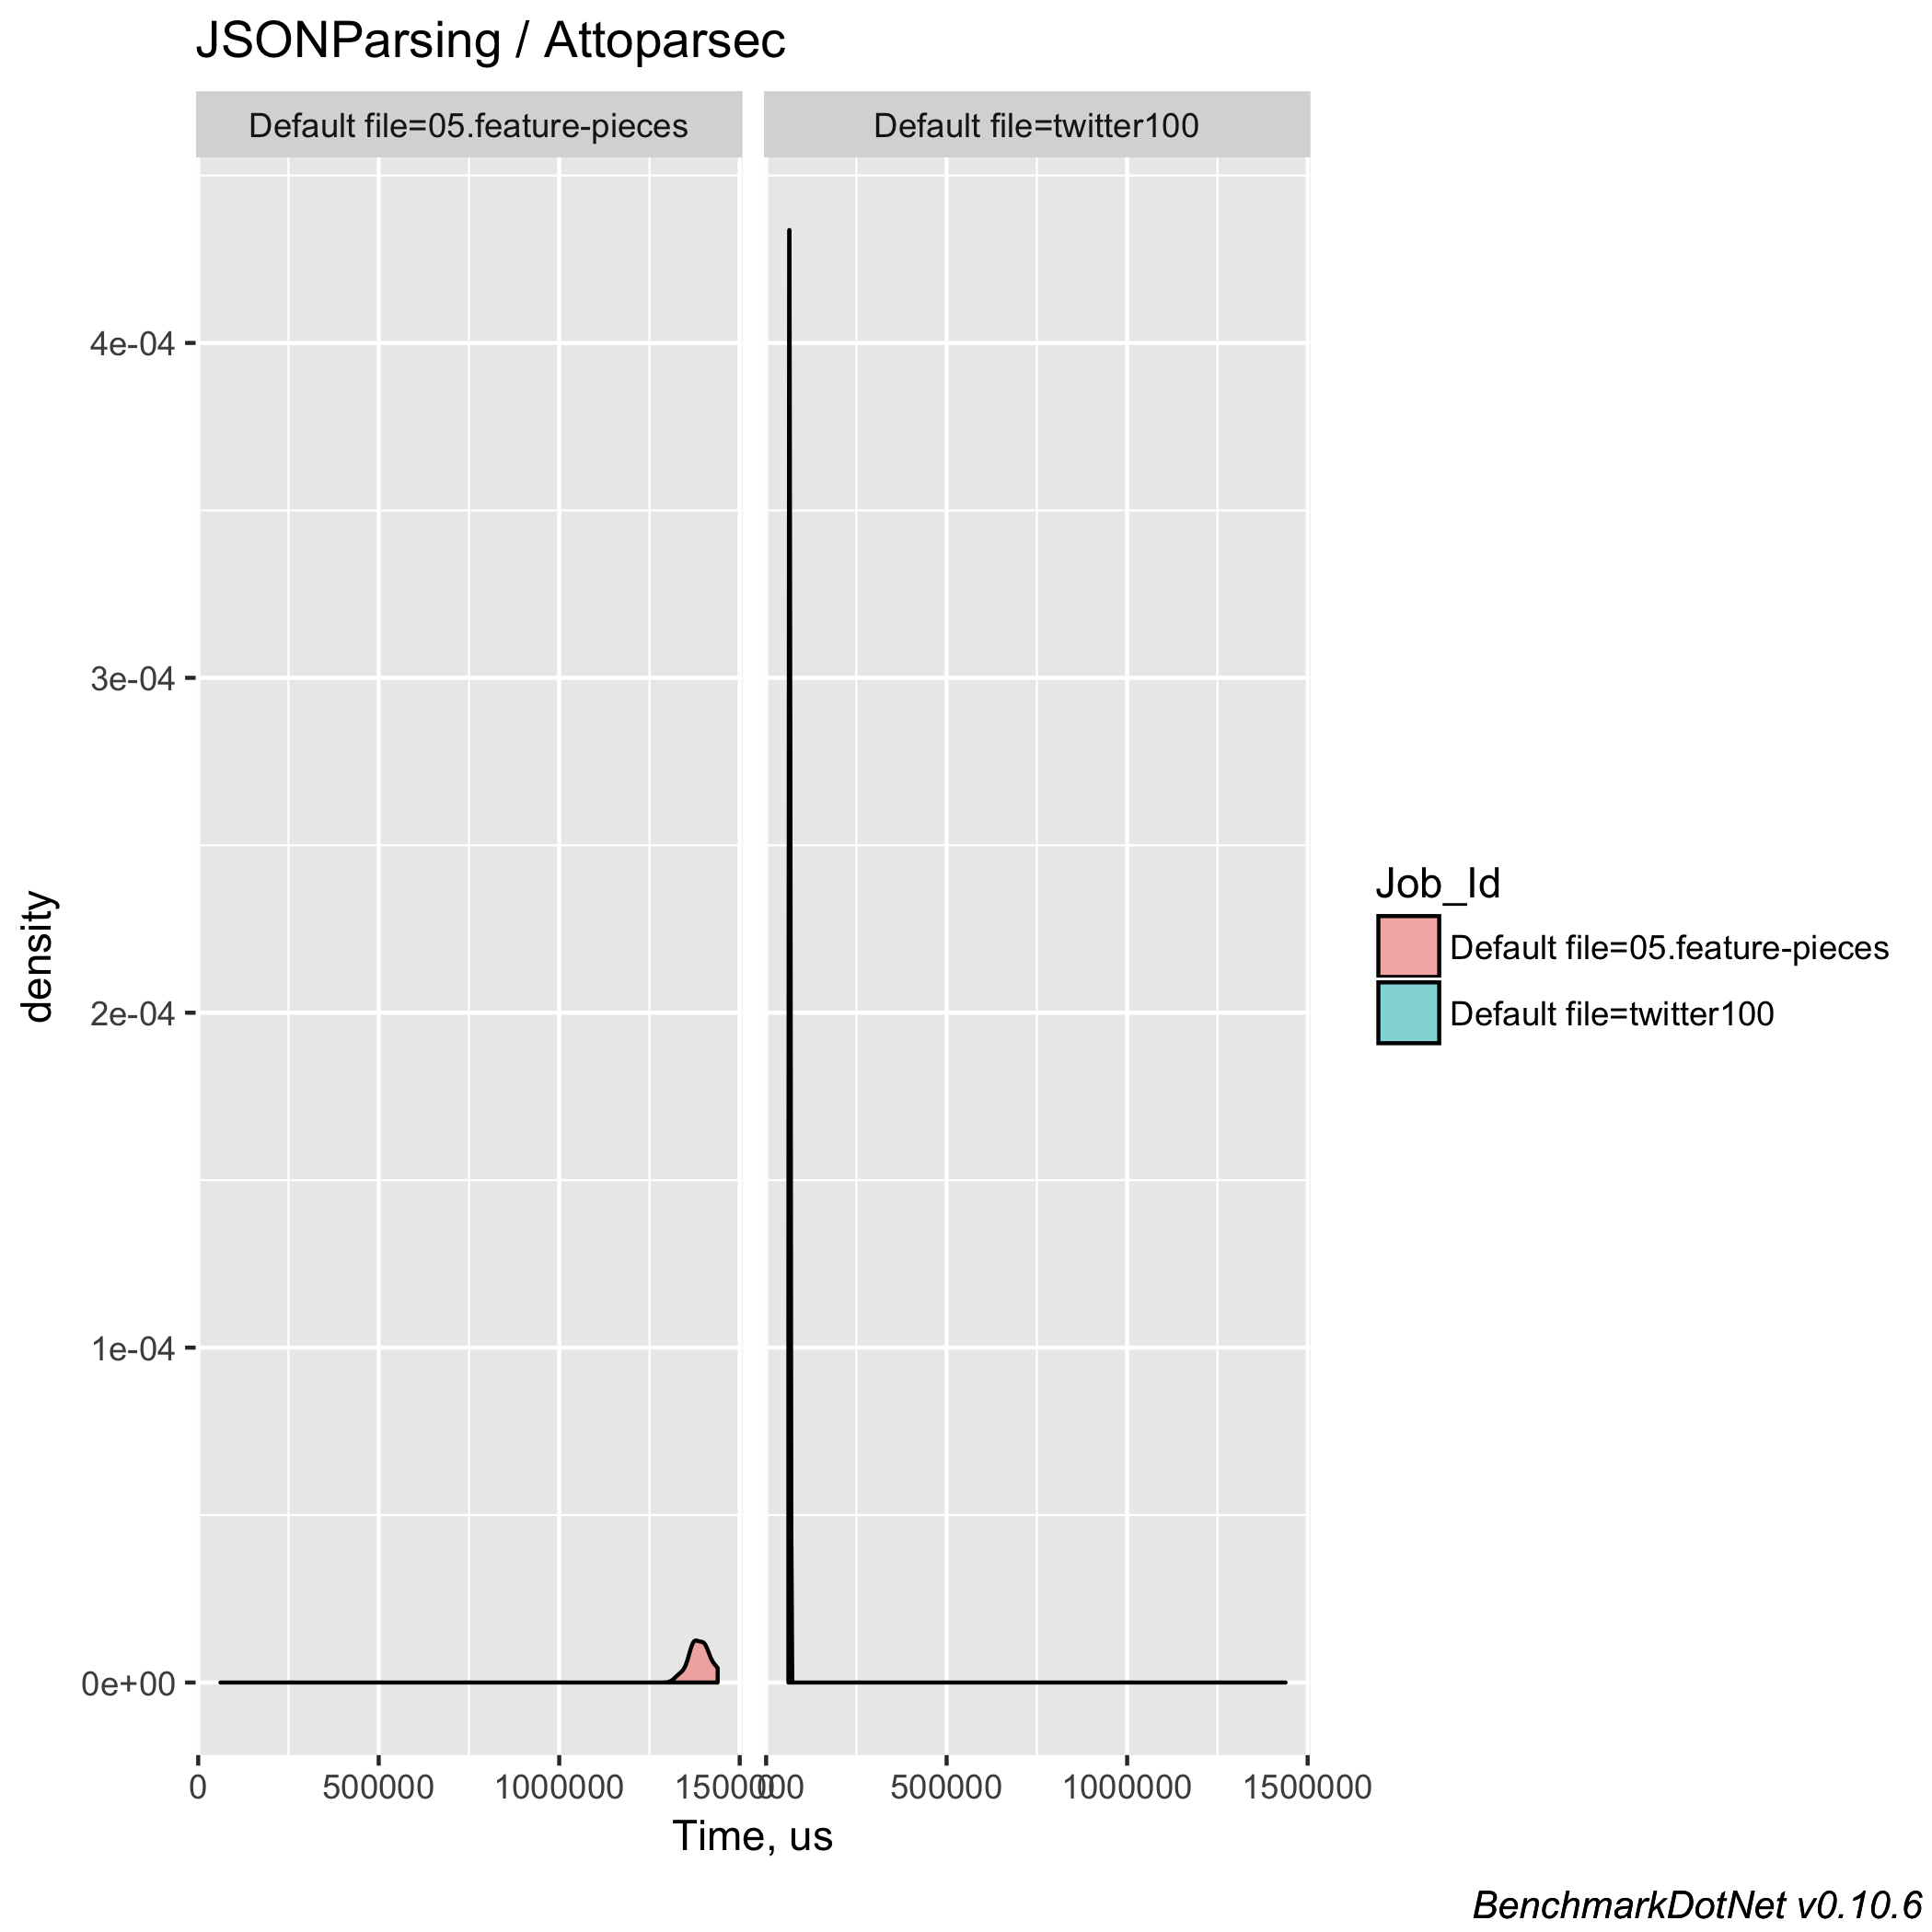 JSONParsing / Attoparsec
Default file=05.feature-pieces
Default file=twitter100
4e-04
3e-04
2e-04
1e-04
0e+00
density
0
500000
1000000
1500000
0
500000
1000000
1500000
Time, us
Job_Id
Default file=05.feature-pieces
Default file=twitter100
BenchmarkDotNet v0.10.6